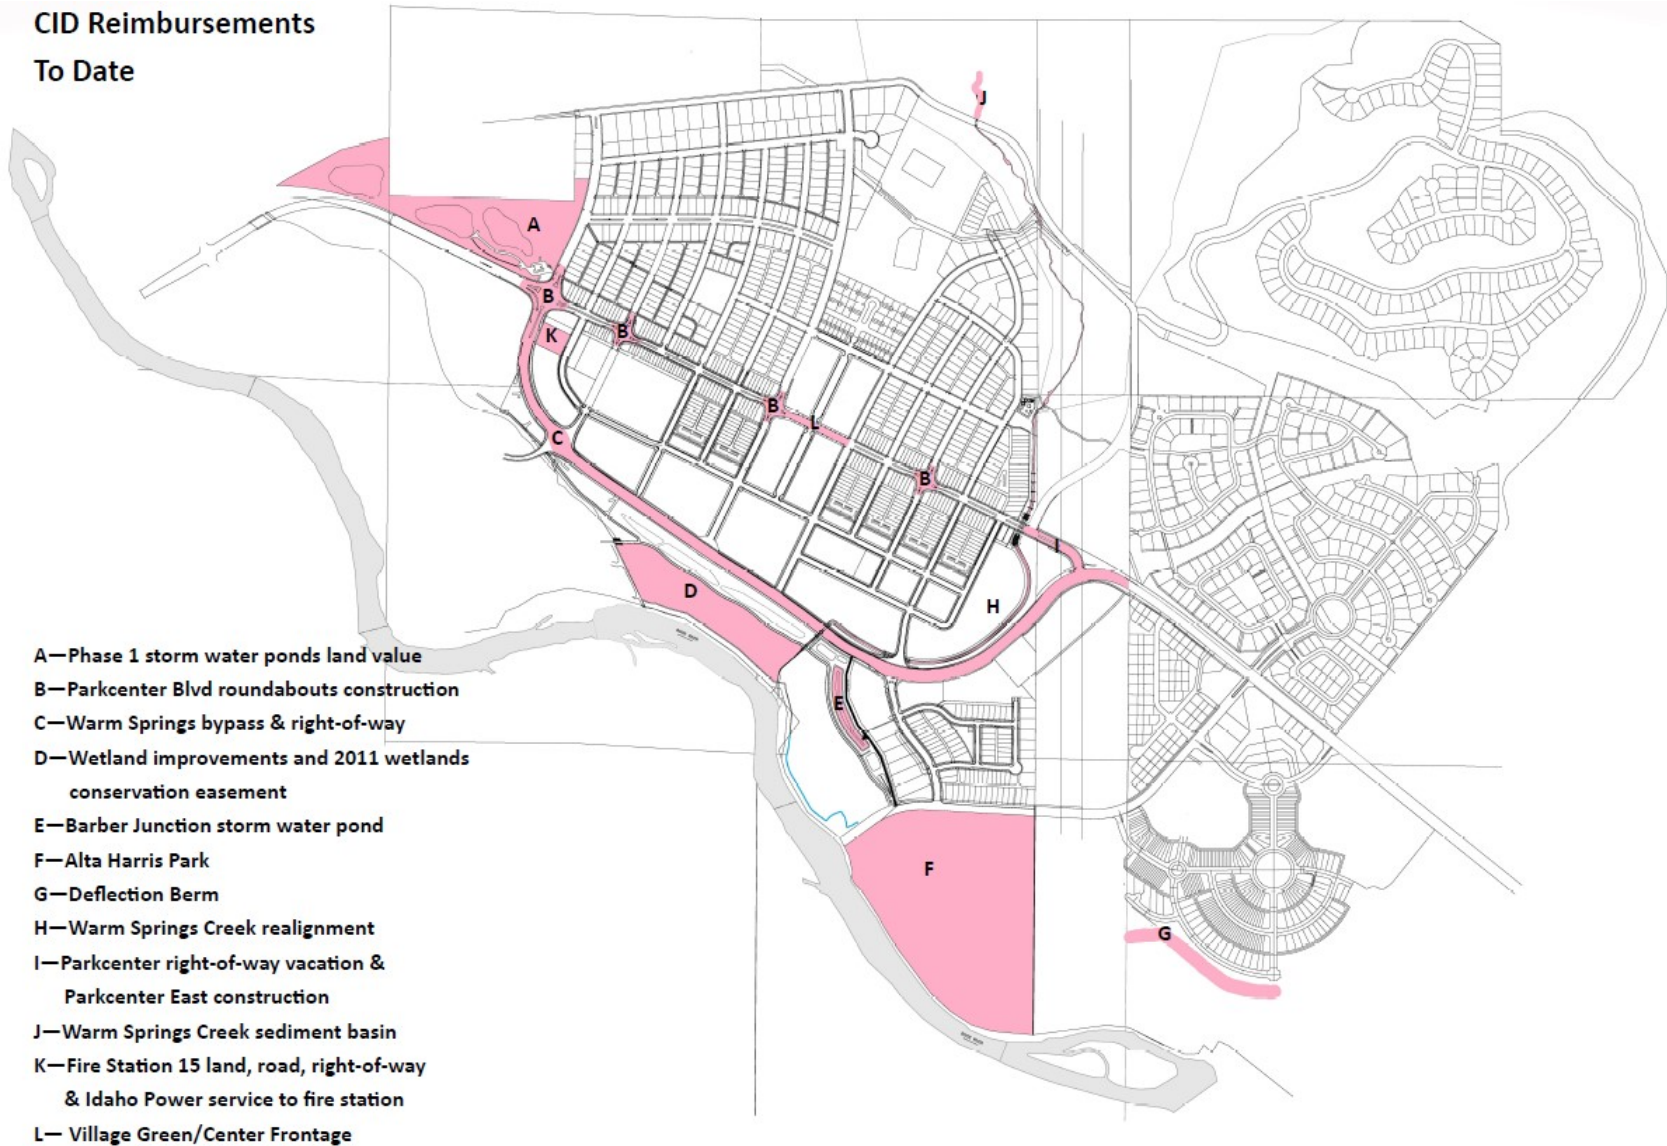 CID Reimbursements
To Date
J
A
B
K
B
B
L
C
B
D
H
E
F
G
A—Phase 1 storm water ponds land value
B—Parkcenter Blvd roundabouts construction
C—Warm Springs bypass & right-of-way
D—Wetland improvements and 2011 wetlands
conservation easement
E—Barber Junction storm water pond
F—Alta Harris Park
G—Deflection Berm
H—Warm Springs Creek realignment
I—Parkcenter right-of-way vacation &
Parkcenter East construction
J—Warm Springs Creek sediment basin
K—Fire Station 15 land, road, right-of-way
& Idaho Power service to fire station
L— Village Green/Center Frontage